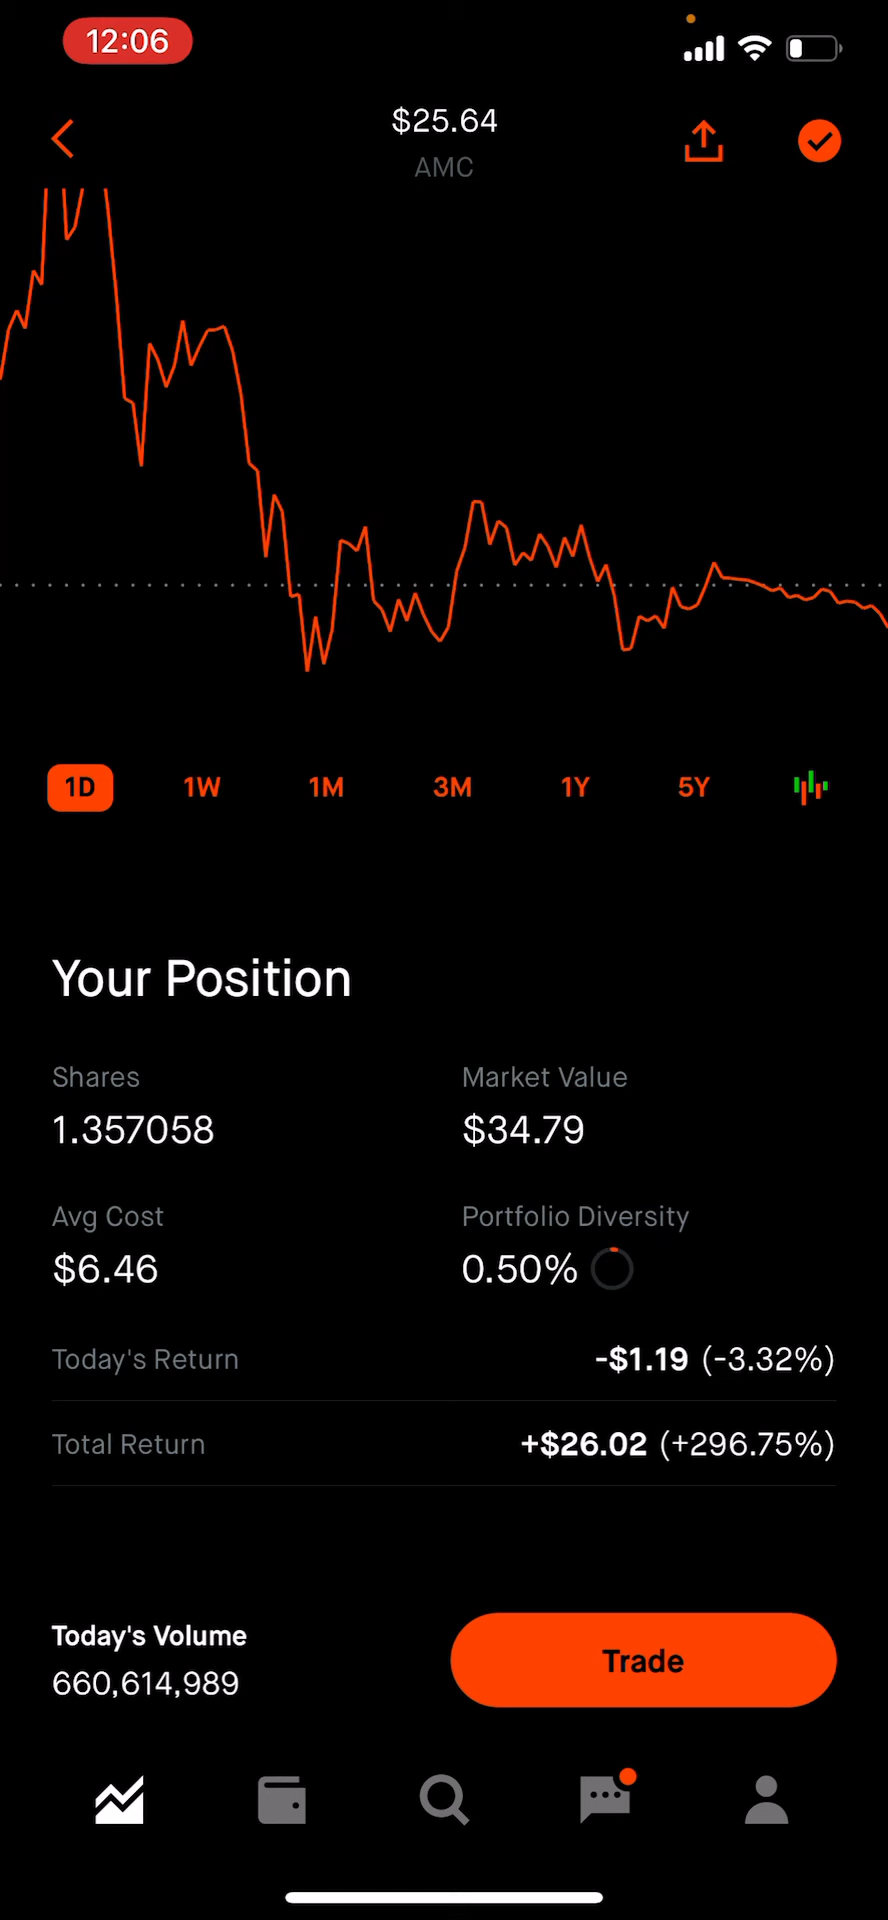 12:06
$25.64
AMC
1D 1W 1M 3M 1Y 5Y
Your Position
Shares Market Value
1.357058 $34.79
Avg Cost Portfolio Diversity
$6.46 0.50%
Today's Return -$1.19 (-3.32%)
Total Return +$26.02 (+296.75%)
Today's Volume
660,614,989
Trade